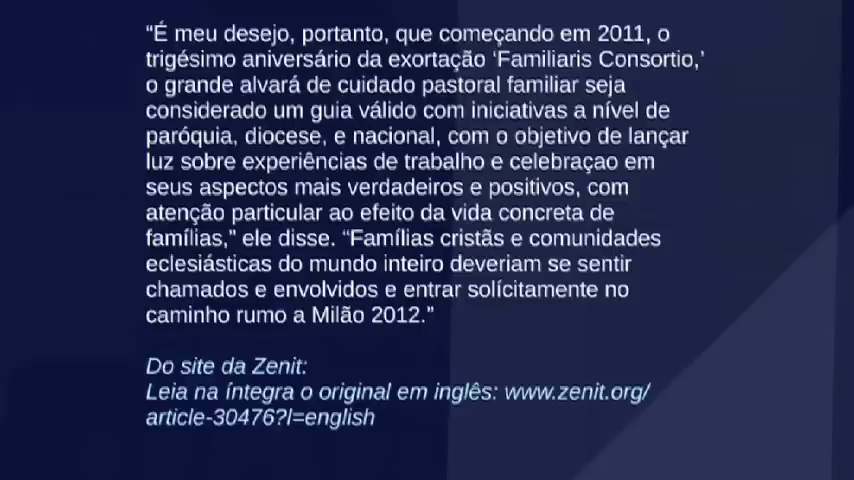 “É meu desejo, portanto, que começando em 2011, o
trigésimo aniversário da exortação ‘Familiaris Consortio,’
o grande alvará de cuidado pastoral familiar seja
considerado um guia válido com iniciativas a nível de
paróquia, diocese, e nacional, com o objetivo de lançar
luz sobre experiências de trabalho e celebraçao em
seus aspectos mais verdadeiros e positivos, com
atenção particular ao efeito da vida concreta de
famílias,” ele disse. “Famílias cristãs e comunidades
eclesiásticas do mundo inteiro deveriam se sentir
chamados e envolvidos e entrar solícitamente no
caminho rumo a Milão 2012.”
Do site da Zenit:
Leia na íntegra o original em inglês: www.zenit.org/
article-30476?l=english